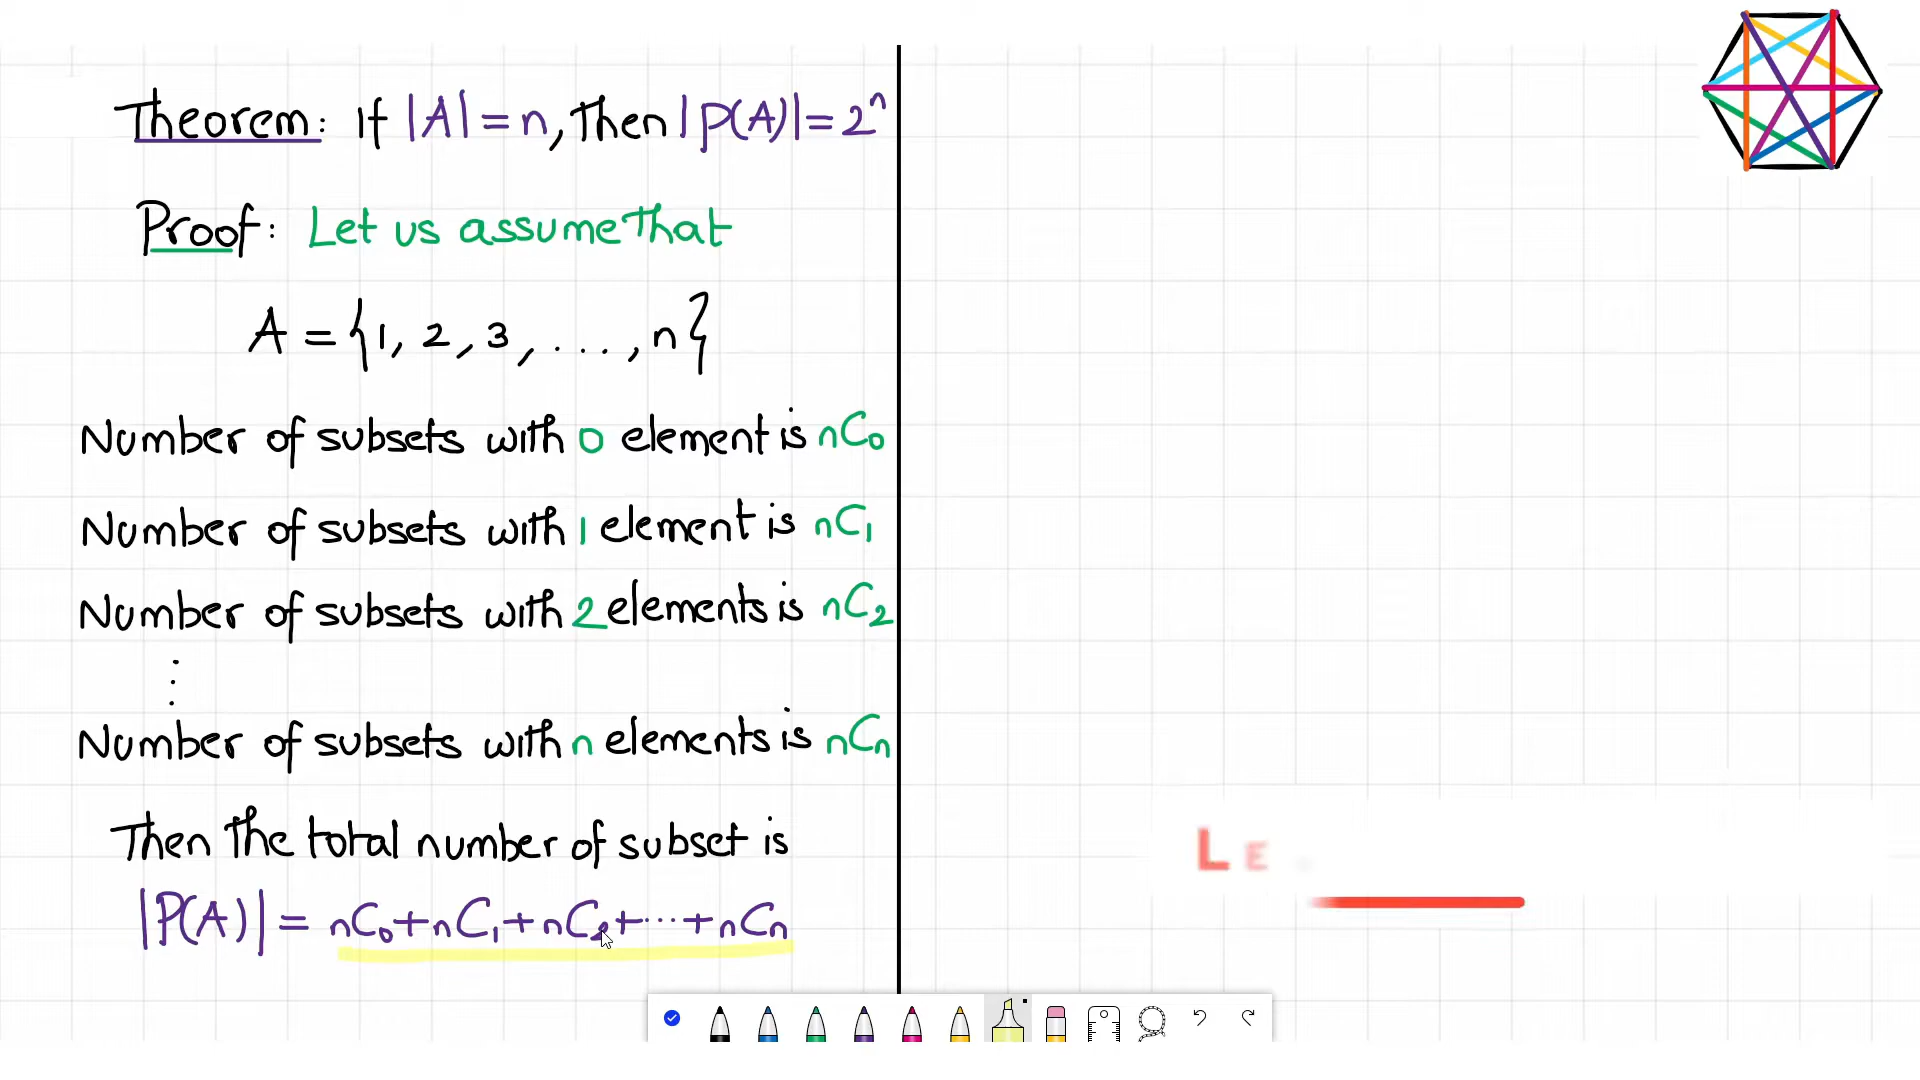 Theorem: If |A| = n, then |P(A)| = 2ⁿ
Proof: Let us assume that
A = {1, 2, 3, ...., n}
Number of subsets with 0 element is nC₀
Number of subsets with 1 element is nC₁
Number of subsets with 2 elements is nC₂
⋮
Number of subsets with n elements is nCₙ
Then the total number of subset is
|P(A)| = nC₀+nC₁+nC₂+⋯+nCₙ
LE